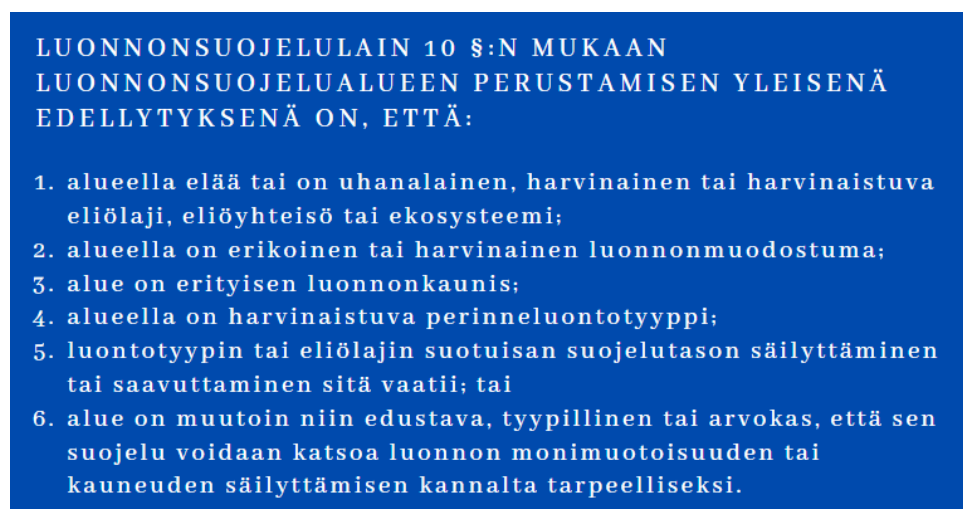 LUONNONSUOJELULAIN 10 §:N MUKAAN
LUONNONSUOJELUALUEEN PERUSTAMISEN YLEISENÄ
EDELLYTYKSENÄ ON, ETTÄ:
1. alueella elää tai on uhanalainen, harvinainen tai harvinaistuva
eliölaji, eliöyhteisö tai ekosysteemi;
2. alueella on erikoinen tai harvinainen luonnonmuodostuma;
3. alue on erityisen luonnonkaunis;
4. alueella on harvinaistuva perinneluontotyyppi;
5. luontotyypin tai eliölajin suotuisan suojelutason säilyttäminen
tai saavuttaminen sitä vaatii; tai
6. alue on muutoin niin edustava, tyypillinen tai arvokas, että sen
suojelu voidaan katsoa luonnon monimuotoisuuden tai
kauneuden säilyttämisen kannalta tarpeelliseksi.